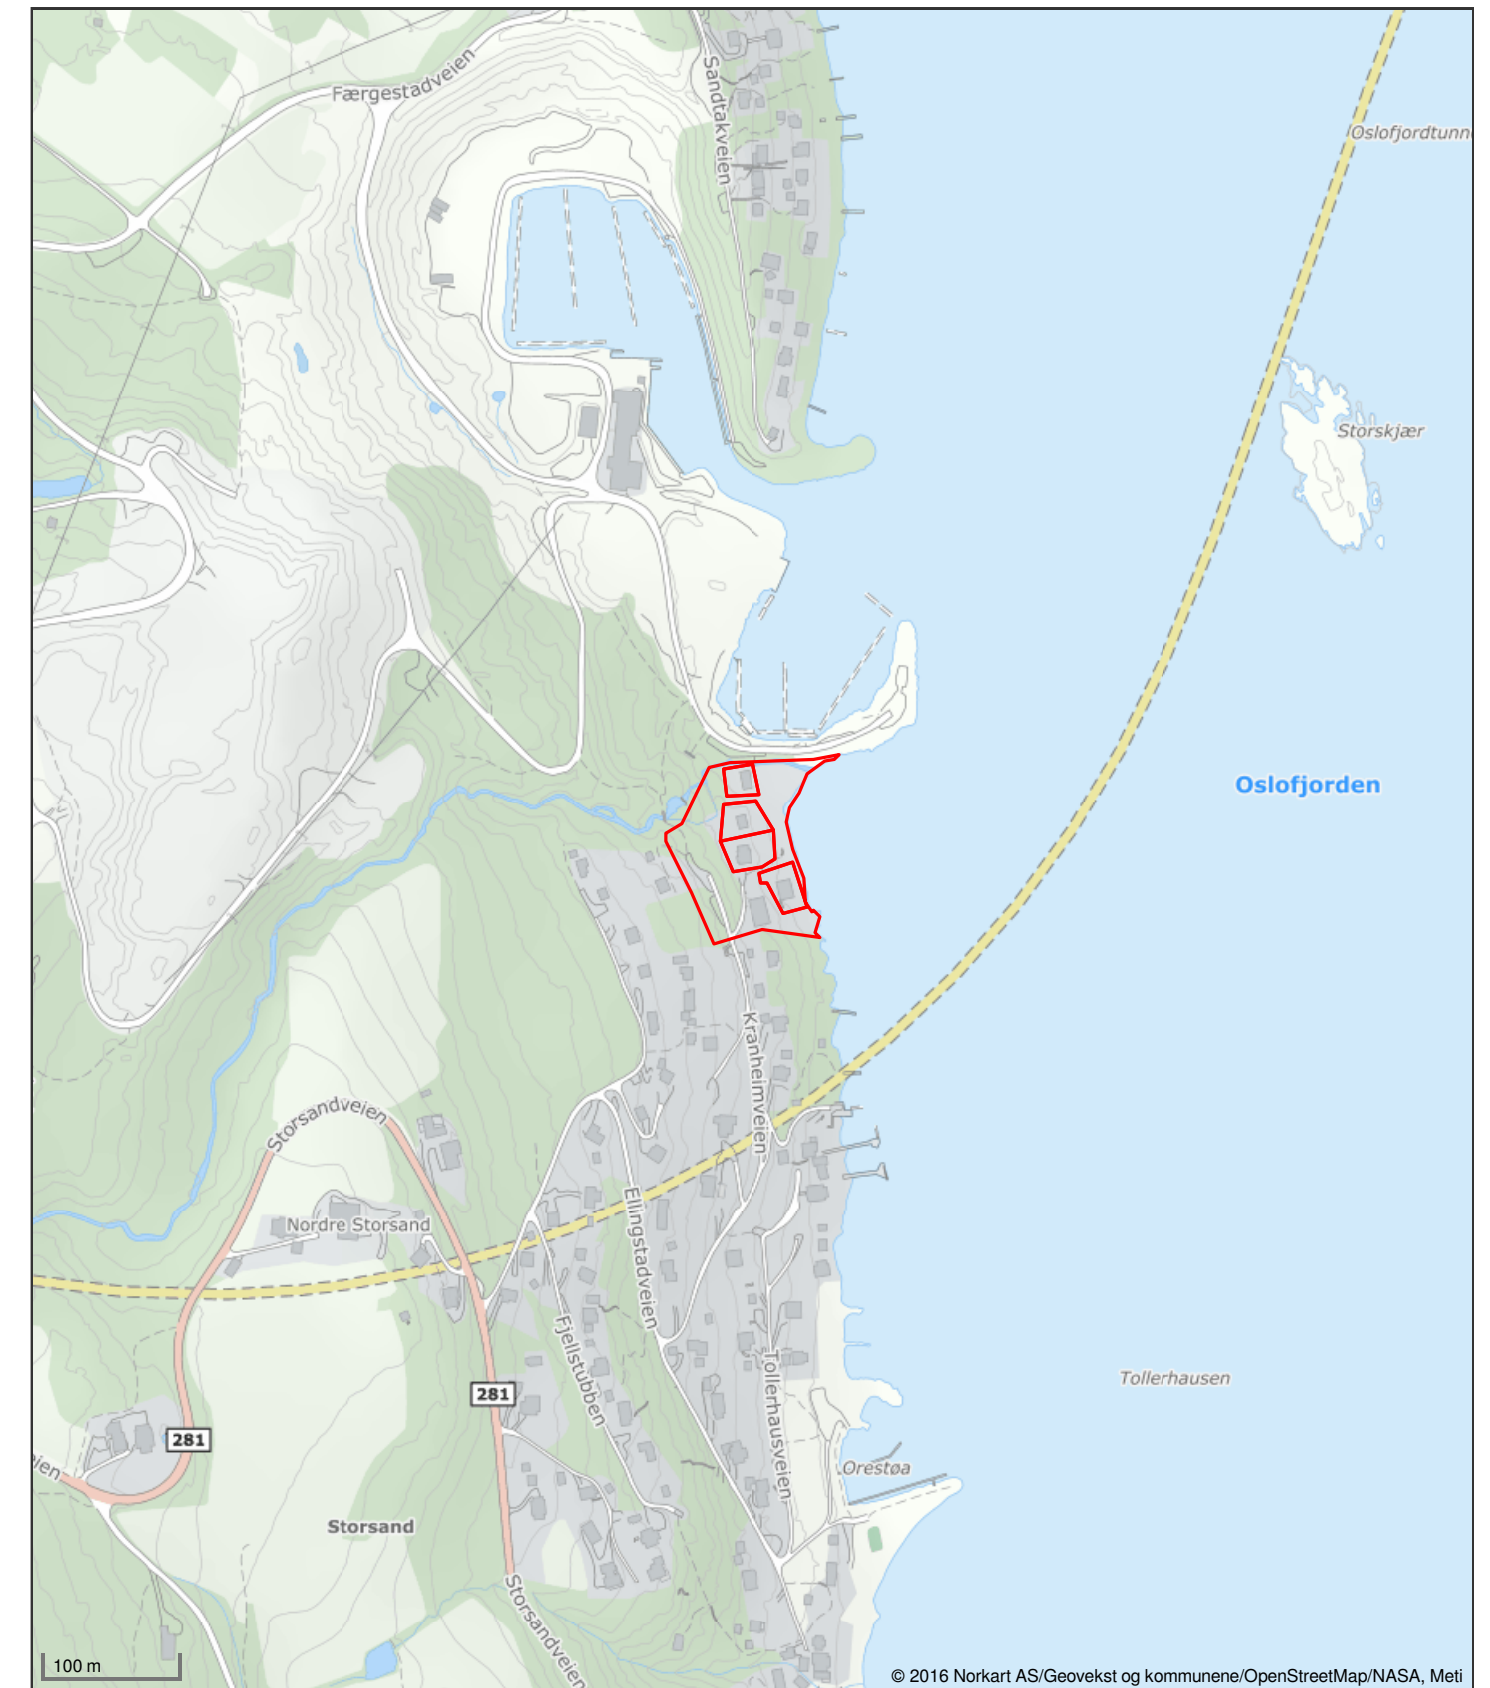 Færgestadveien
Sandtakveien
Oslofjordtunn
Storskjær
Oslofjorden
Kranheimveien
Storsandveien
Nordre Storsand
Ellingstadveien
Fjellstubben
Tollerhausveien
Tollerhausen
281
281
eien
Orestøa
Storsand
Storsandveien
100 m
© 2016 Norkart AS/Geovekst og kommunene/OpenStreetMap/NASA, Meti